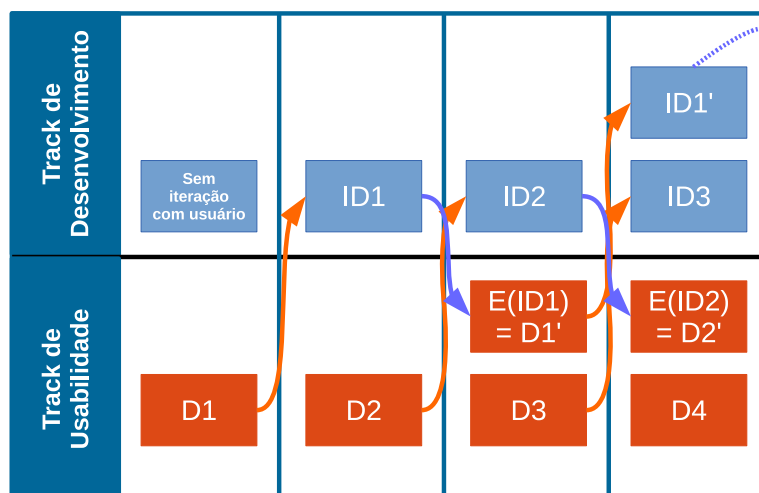 Track de
Desenvolvimento
Sem
iteração
com usuário
ID1
ID2
ID1'
ID3
Track de
Usabilidade
D1
D2
E(ID1)
= D1'
D3
E(ID2)
= D2'
D4